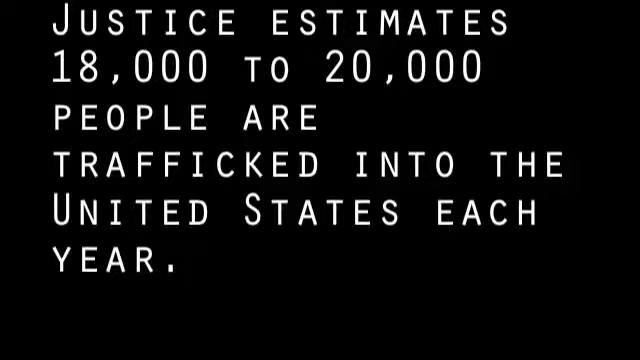 Justice estimates
18,000 to 20,000
people are
trafficked into the
United States each
year.